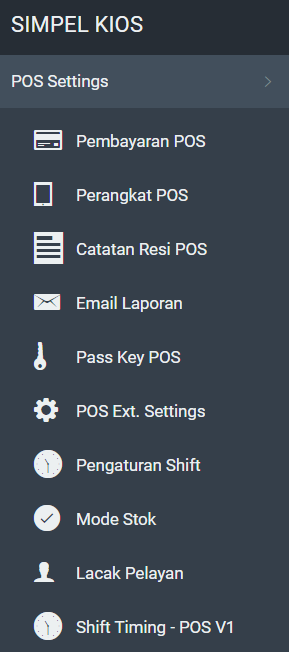 SIMPEL KIOS
POS Settings
Pembayaran POS
Perangkat POS
Catatan Resi POS
Email Laporan
Pass Key POS
POS Ext. Settings
Pengaturan Shift
Mode Stok
Lacak Pelayan
Shift Timing - POS V1